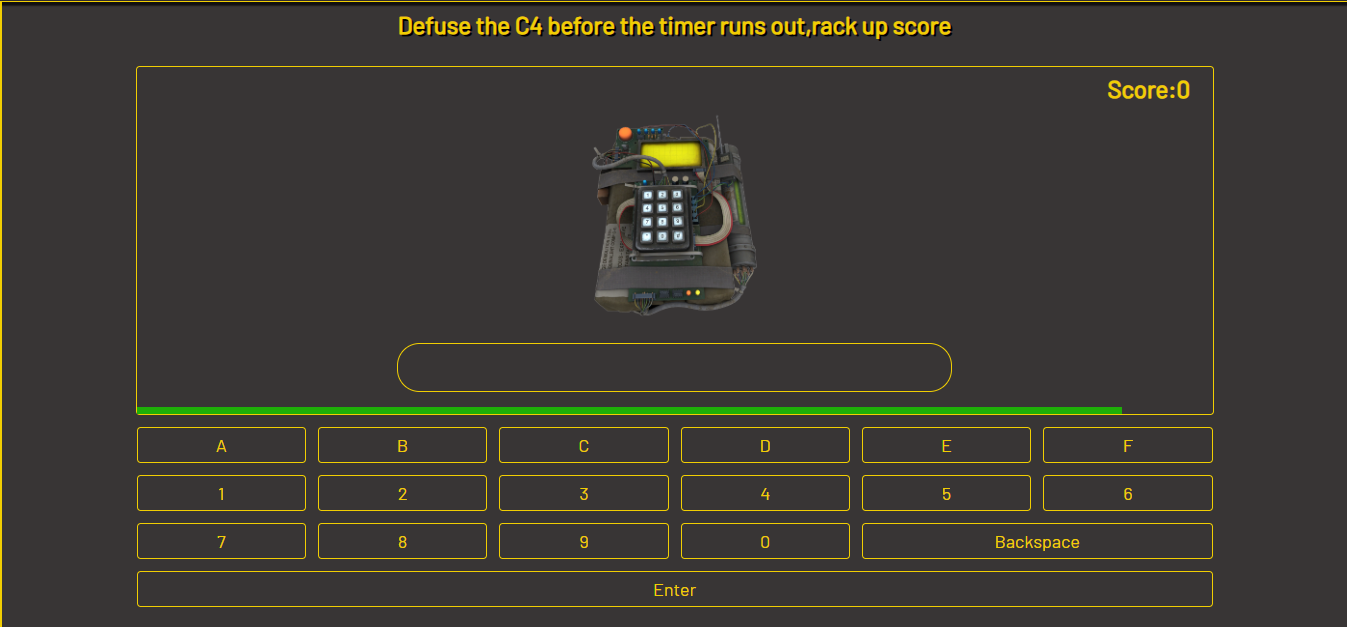 Defuse the C4 before the timer runs out,rack up score
Score:0
A B C D E F
1 2 3 4 5 6
7 8 9 0 Backspace
Enter